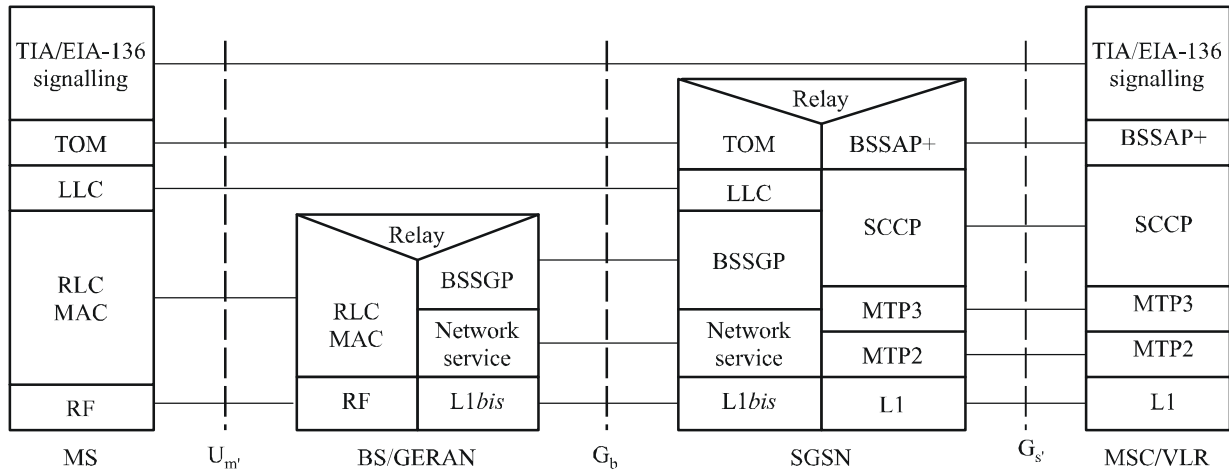 TIA/EIA-136
signalling
TIA/EIA-136
signalling
Relay
TOM
TOM
BSSAP+
BSSAP+
LLC
LLC
Relay
SCCP
SCCP
BSSGP
BSSGP
RLC
MAC
RLC
MAC
MTP3
MTP3
Network
service
Network
service
MTP2
MTP2
RF
RF
L1bis
L1bis
L1
L1
MS
Um'
BS/GERAN
Gb
SGSN
Gs'
MSC/VLR